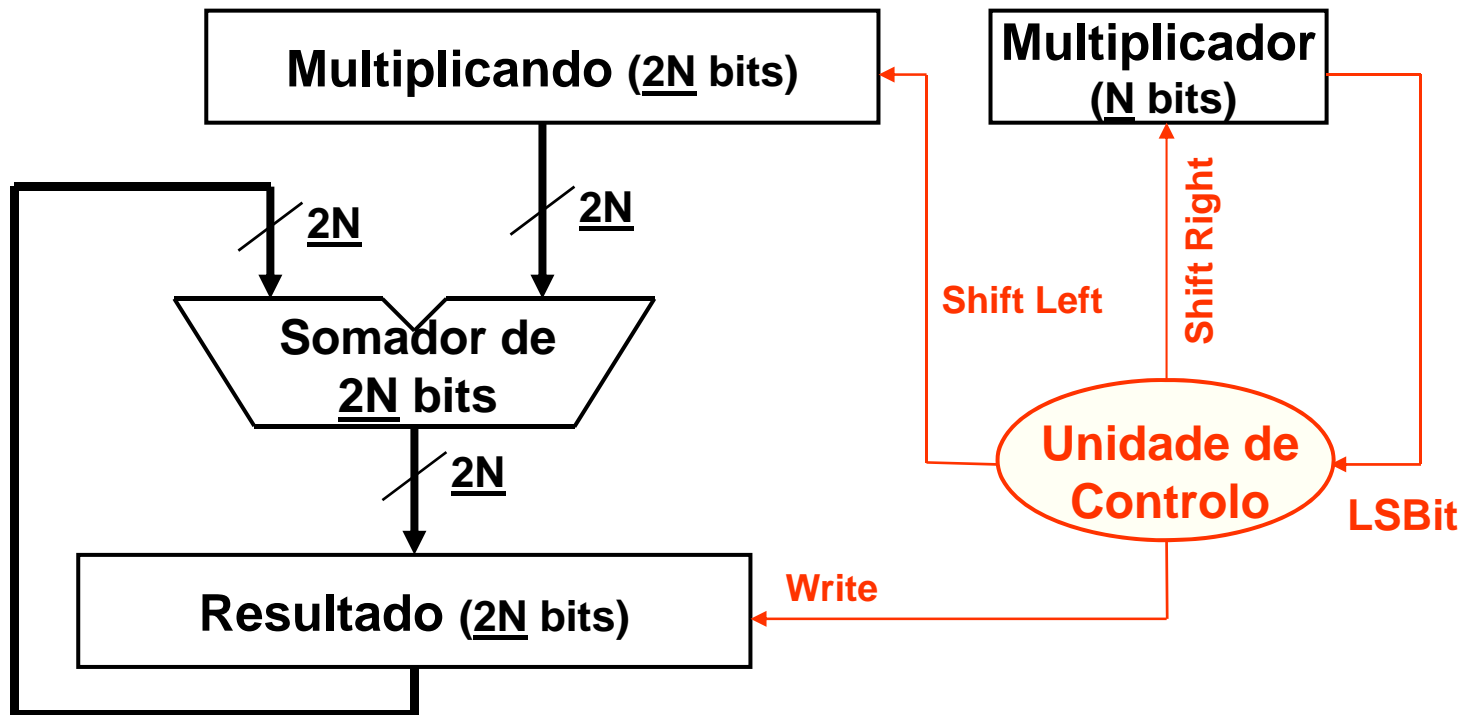 Multiplicando (2N bits)
Multiplicador
(N bits)
2N
2N
Shift Right
Shift Left
Somador de
2N bits
Unidade de
Controlo
2N
LSBit
Write
Resultado (2N bits)